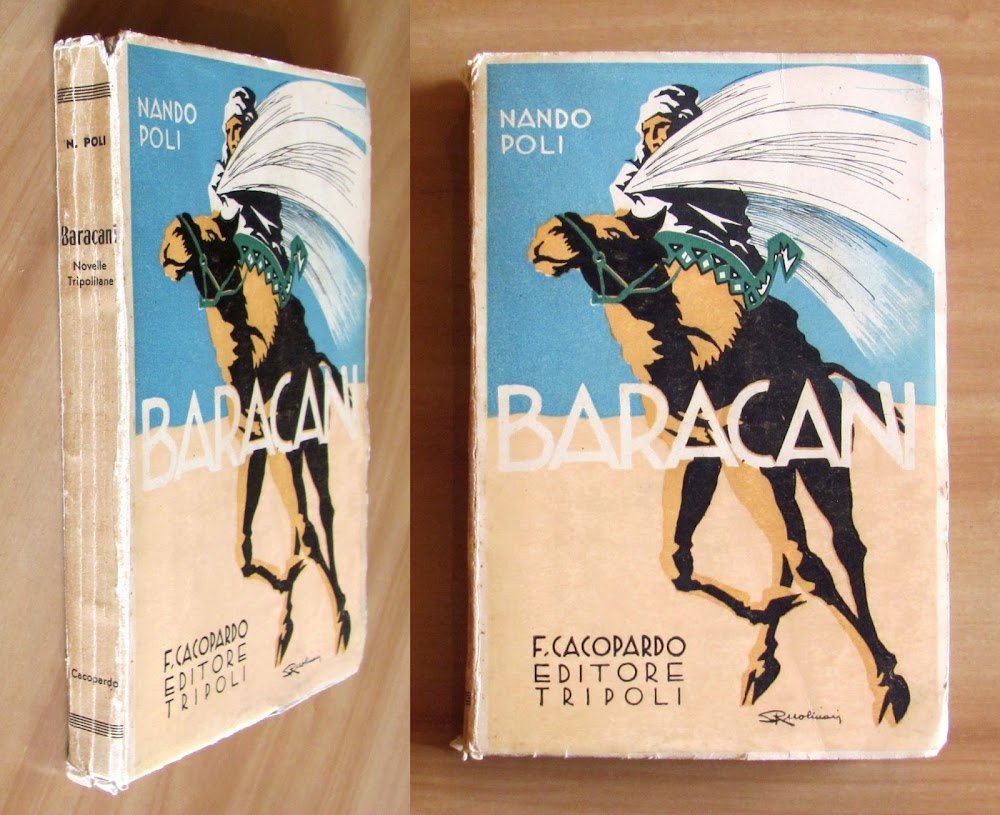 N. POLI
Baracani
Novelle
Tripolitane
Cacopardo
NANDO
POLI
BARACANI
F. CACOPARDO
EDITORE
TRIPOLI
NANDO
POLI
BARACANI
F. CACOPARDO
EDITORE
TRIPOLI